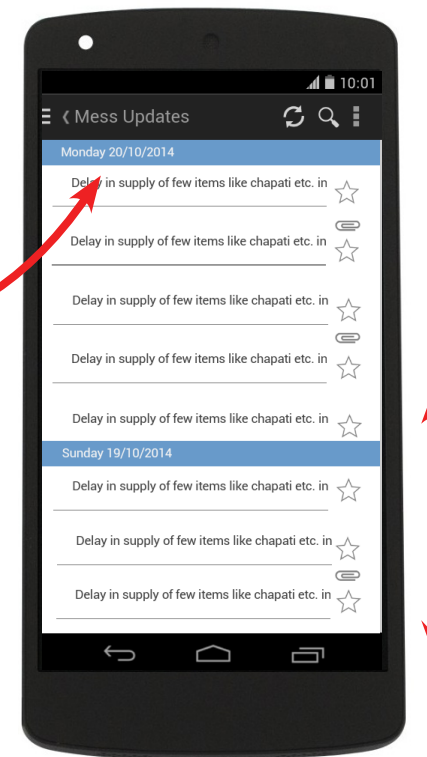 10:01
Mess Updates
Monday 20/10/2014
Delay in supply of few items like chapati etc. in
Delay in supply of few items like chapati etc. in
Delay in supply of few items like chapati etc. in
Delay in supply of few items like chapati etc. in
Delay in supply of few items like chapati etc. in
Sunday 19/10/2014
Delay in supply of few items like chapati etc. in
Delay in supply of few items like chapati etc. in
Delay in supply of few items like chapati etc. in